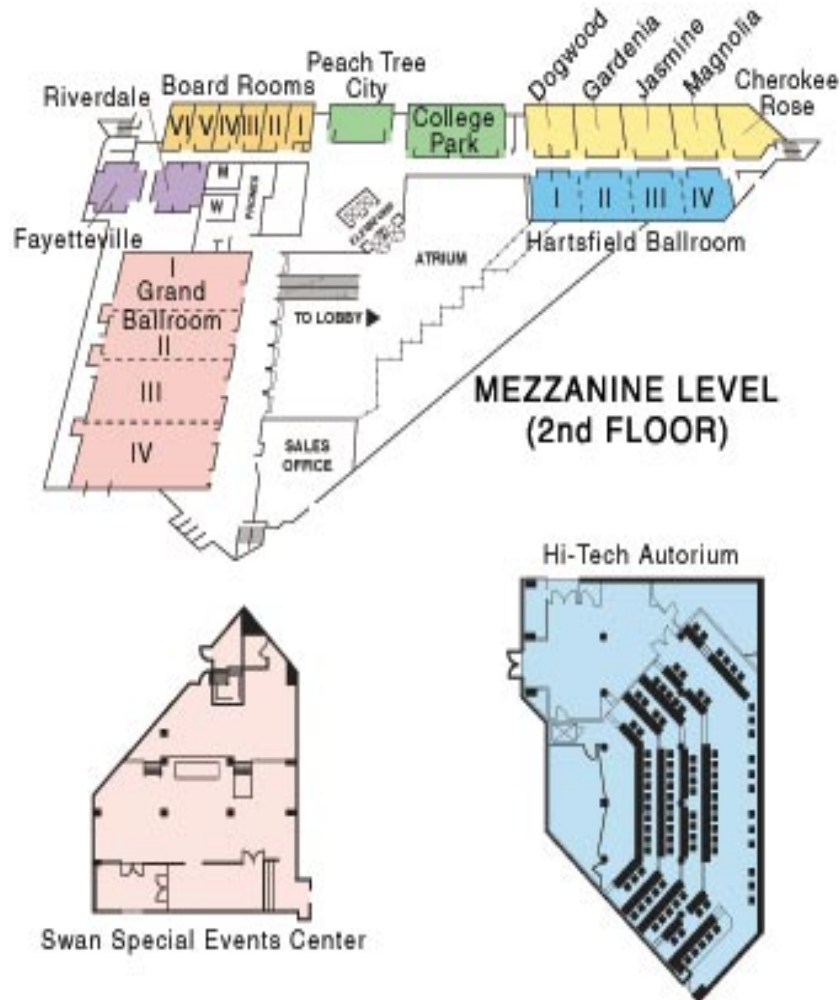 Dogwood
Gardenia
Jasmine
Magnolia
Cherokee
Rose
Peach Tree
City
College
Park
Board Rooms
VI V IV III II I
Riverdale
Fayetteville
M
W
PHONES
T
ELEVATORS
ATRIUM
I II III IV
Hartsfield Ballroom
I
Grand
Ballroom
II
III
IV
TO LOBBY
SALES
OFFICE
MEZZANINE LEVEL
(2nd FLOOR)
Hi-Tech Autorium
Swan Special Events Center